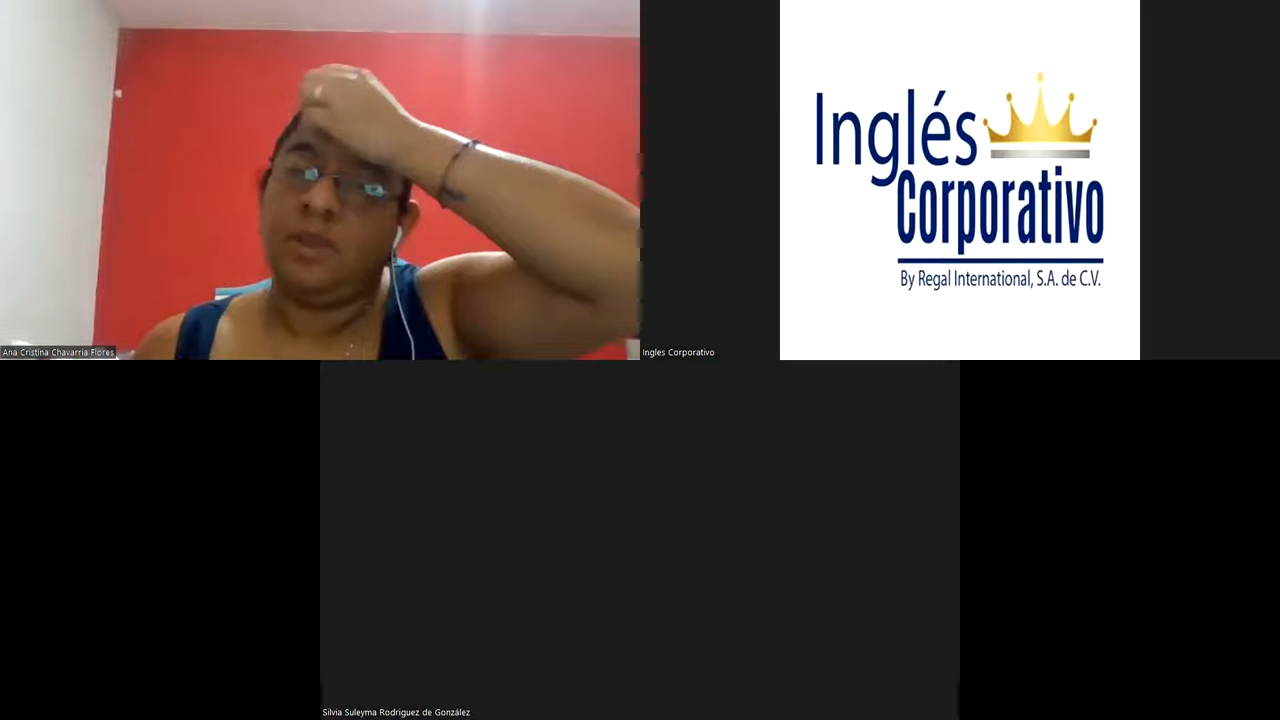 Inglés
Corporativo
By Regal International, S.A. de C.V.
Ana Cristina Chavarria Flores
Ingles Corporativo
Silvia Suleyma Rodriguez de González